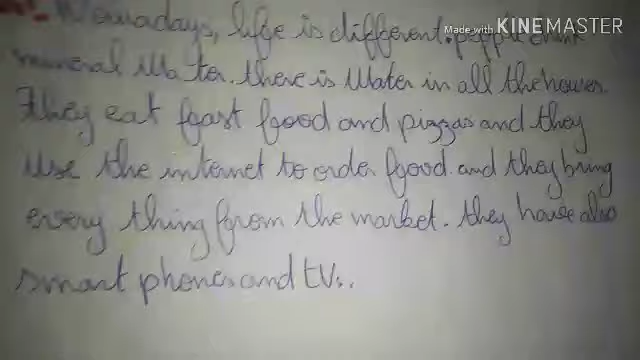 Made with KINEMASTER
Nowadays, life is different. people drink
mineral Water. there is Water in all the houses.
They eat feast food and pizzas and they
Use the internet to order food. and they bring
every thing from the market. they have also
smart phones and tVs..